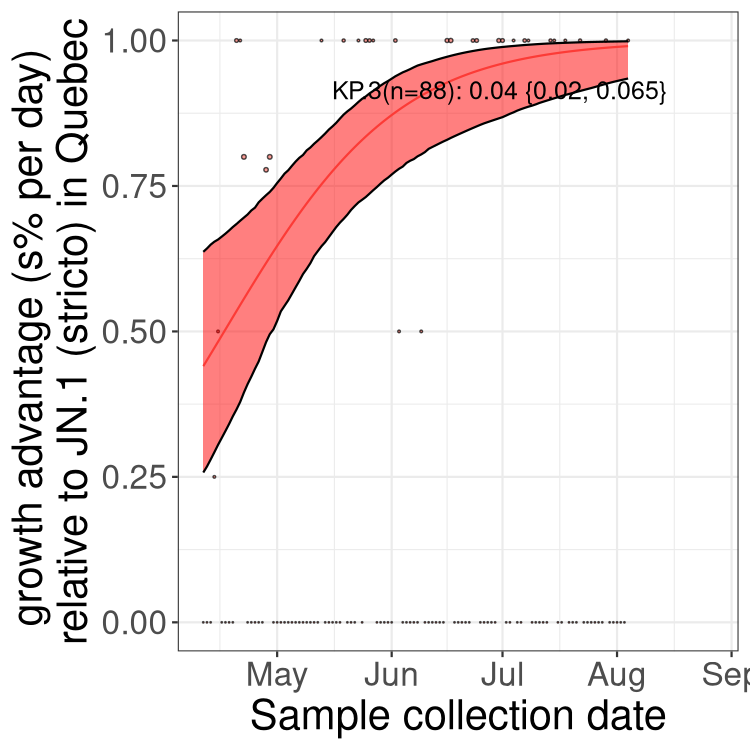 growth advantage (s% per day)
relative to JN.1 (stricto) in Quebec
1.00
0.75
0.50
0.25
0.00
KP.3(n=88): 0.04 {0.02, 0.065}
May Jun Jul Aug Sep
Sample collection date